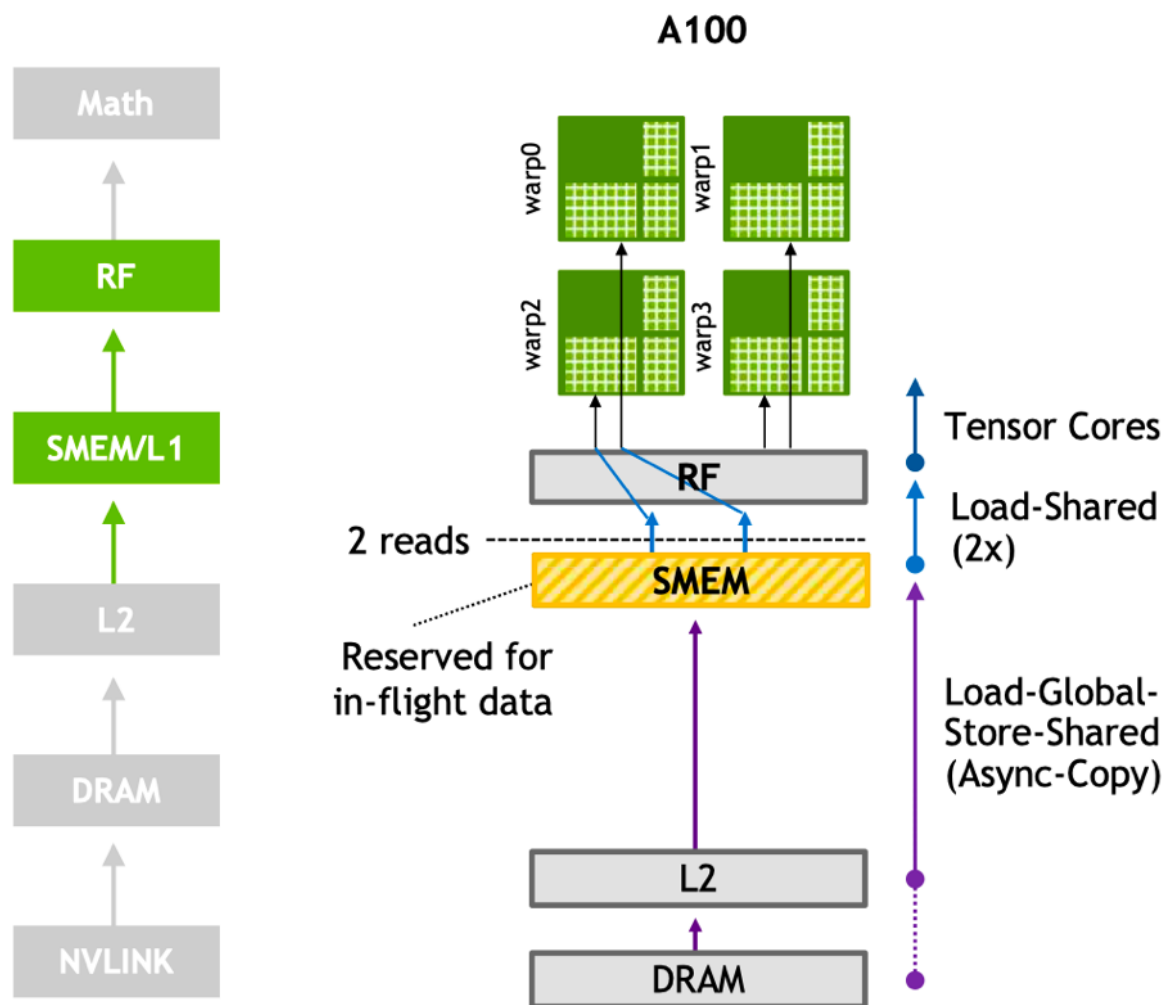 A100
Math
RF
SMEM/L1
L2
DRAM
NVLINK
warp0
warp1
warp2
warp3
RF
2 reads
SMEM
Reserved for
in-flight data
L2
DRAM
Tensor Cores
Load-Shared
(2x)
Load-Global-
Store-Shared
(Async-Copy)